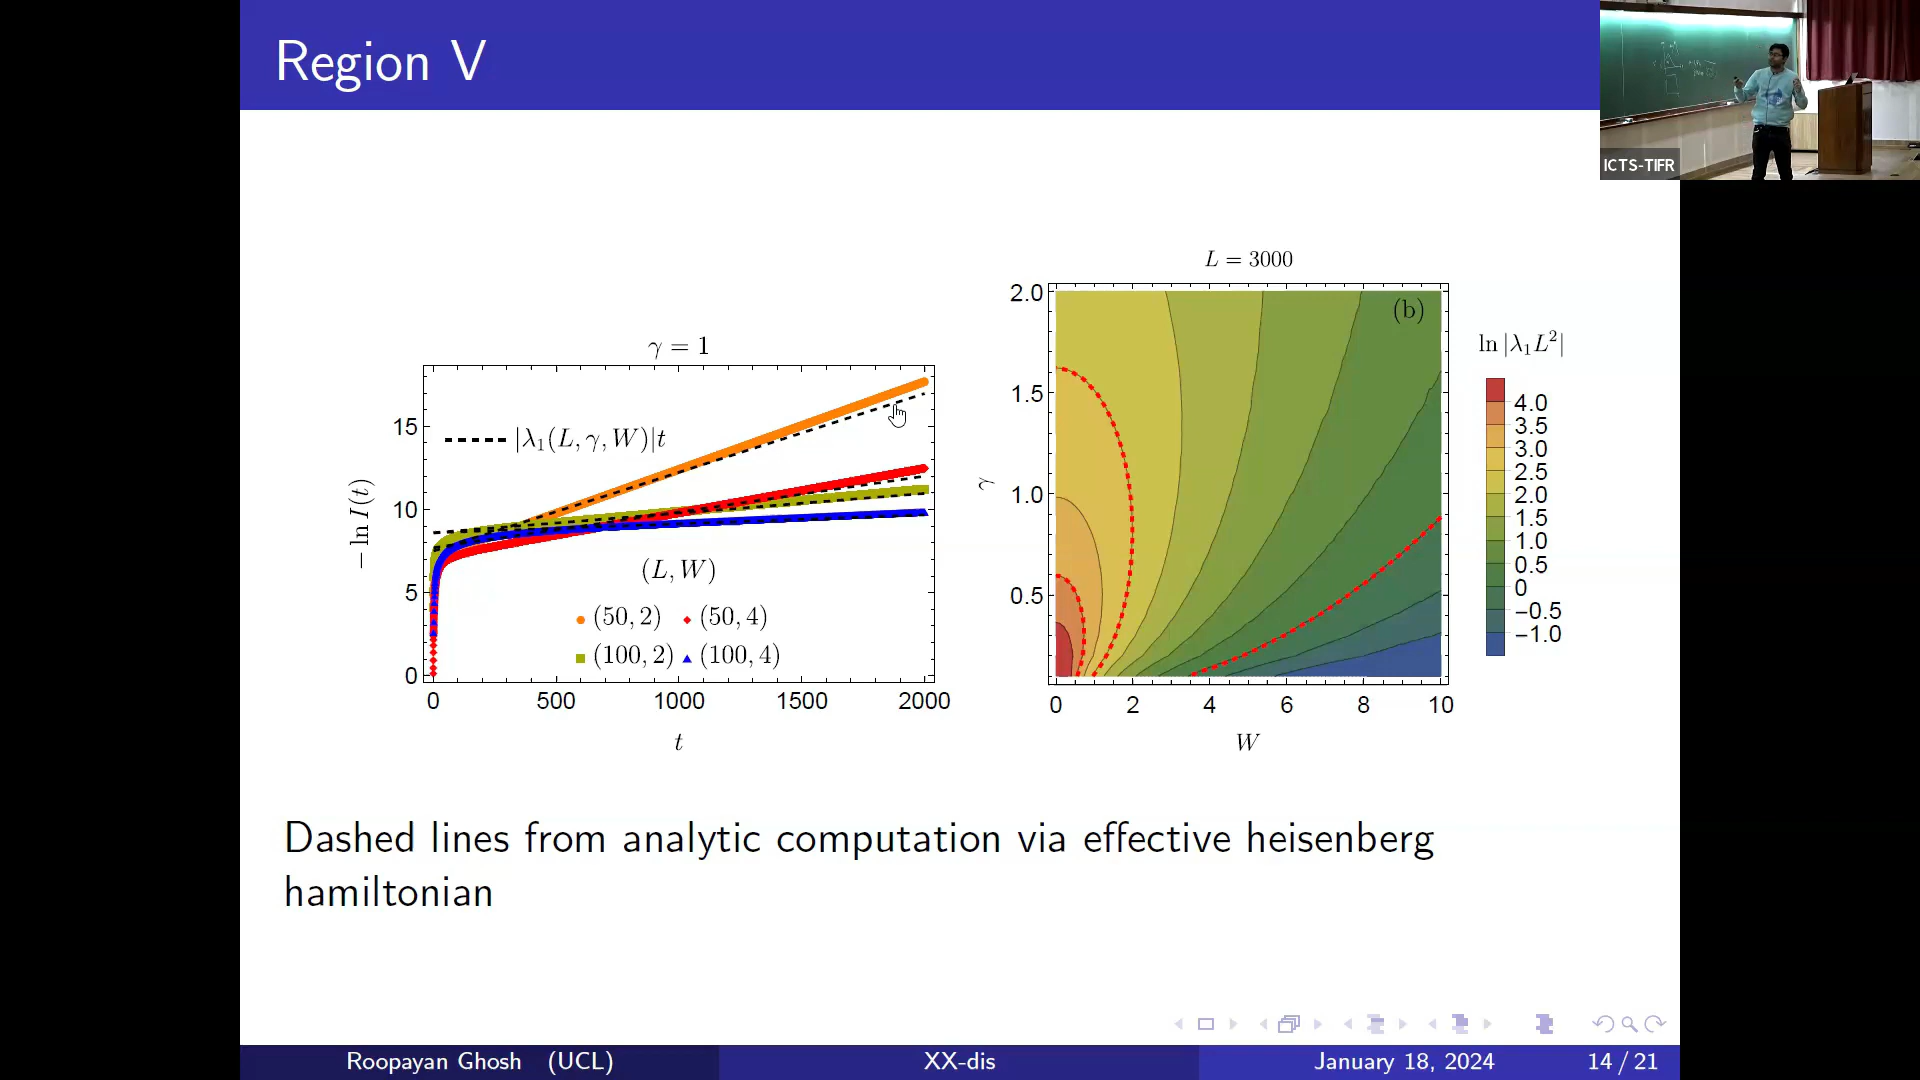 Region V
ICTS-TIFR
γ = 1
− ln I(t)
15
10
5
0
|λ₁(L, γ, W)|t
(L, W)
(50, 2) (50, 4)
(100, 2) (100, 4)
0 500 1000 1500 2000
t
L = 3000
(b)
γ
2.0
1.5
1.0
0.5
0 2 4 6 8 10
W
ln |λ₁L²|
4.0
3.5
3.0
2.5
2.0
1.5
1.0
0.5
0
−0.5
−1.0
Dashed lines from analytic computation via effective heisenberg
hamiltonian
Roopayan Ghosh (UCL) XX-dis January 18, 2024 14 / 21